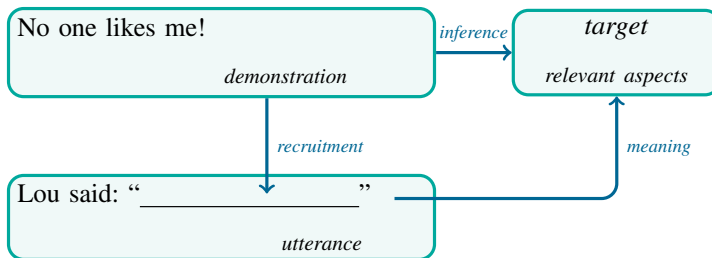 No one likes me!
demonstration
inference
target
relevant aspects
recruitment
meaning
Lou said: “________________”
utterance